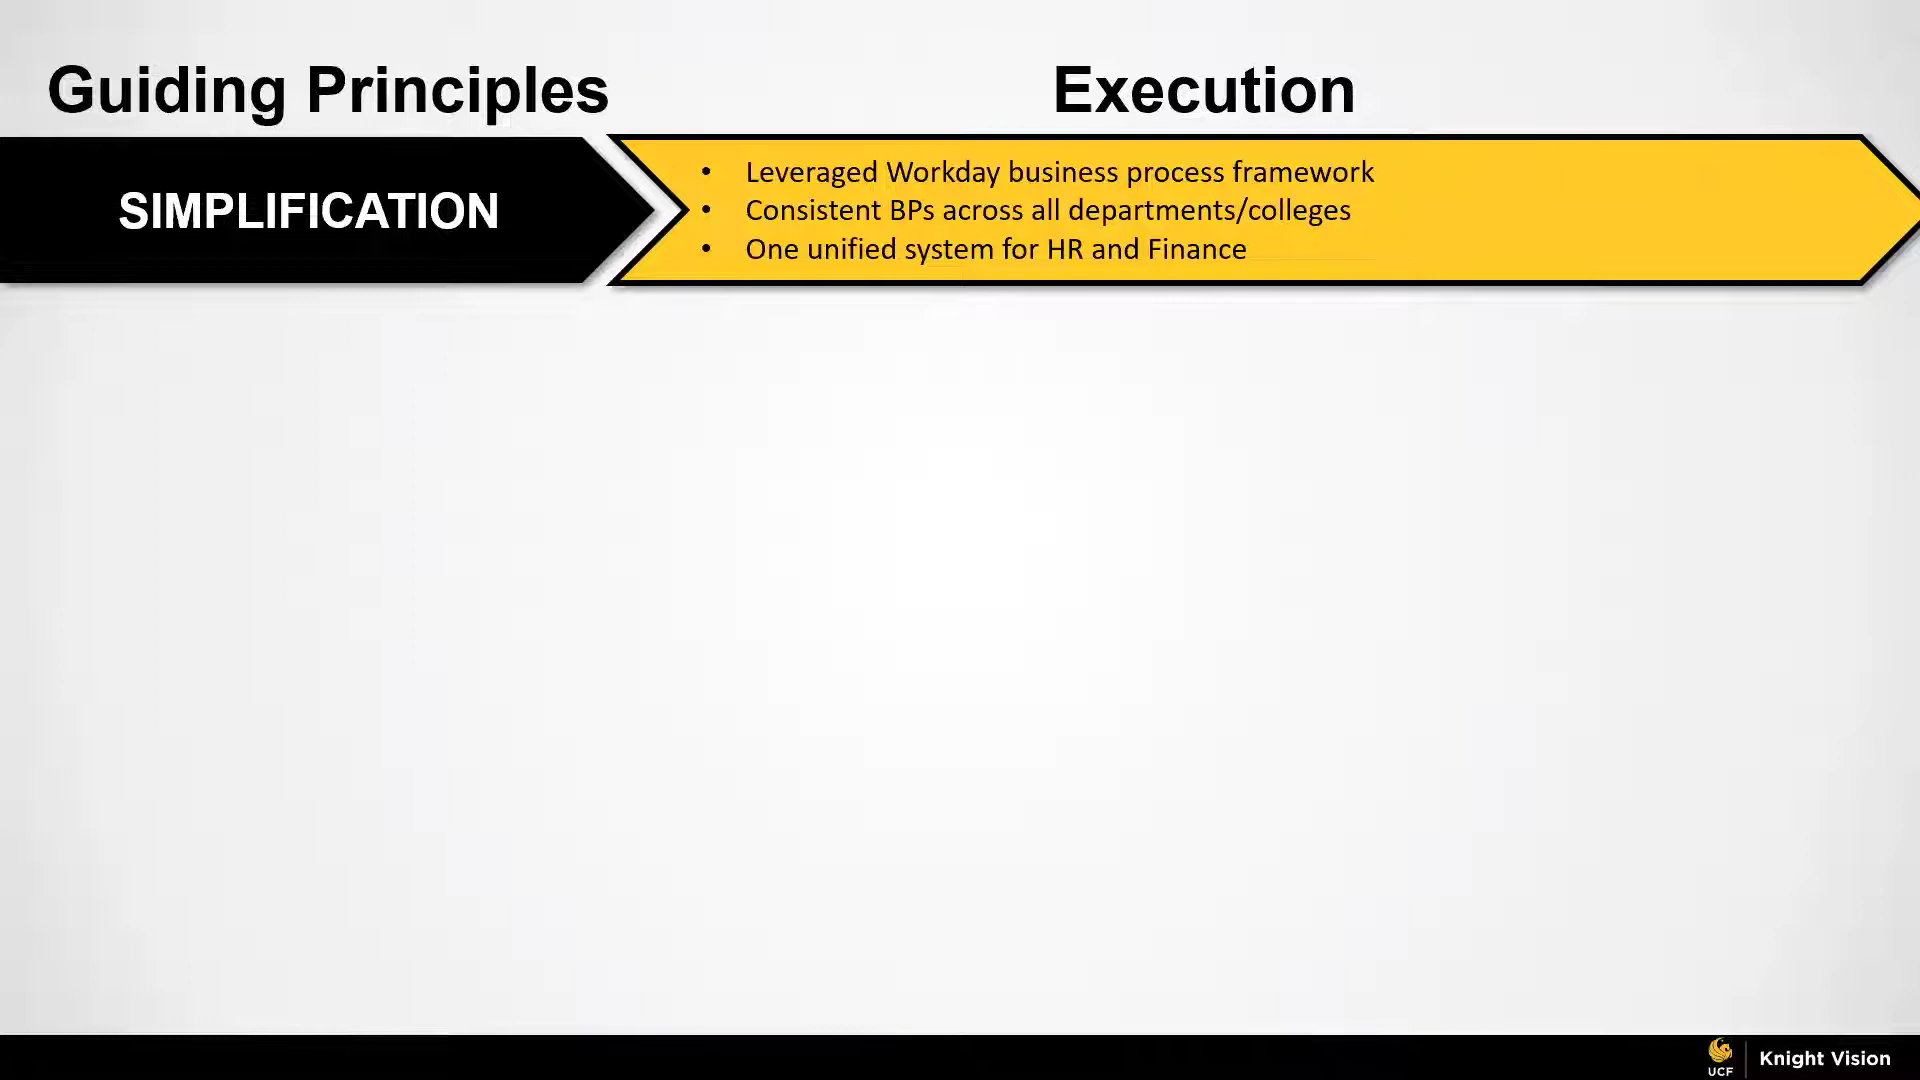 Guiding Principles
Execution
SIMPLIFICATION
• Leveraged Workday business process framework
• Consistent BPs across all departments/colleges
• One unified system for HR and Finance
UCF
Knight Vision